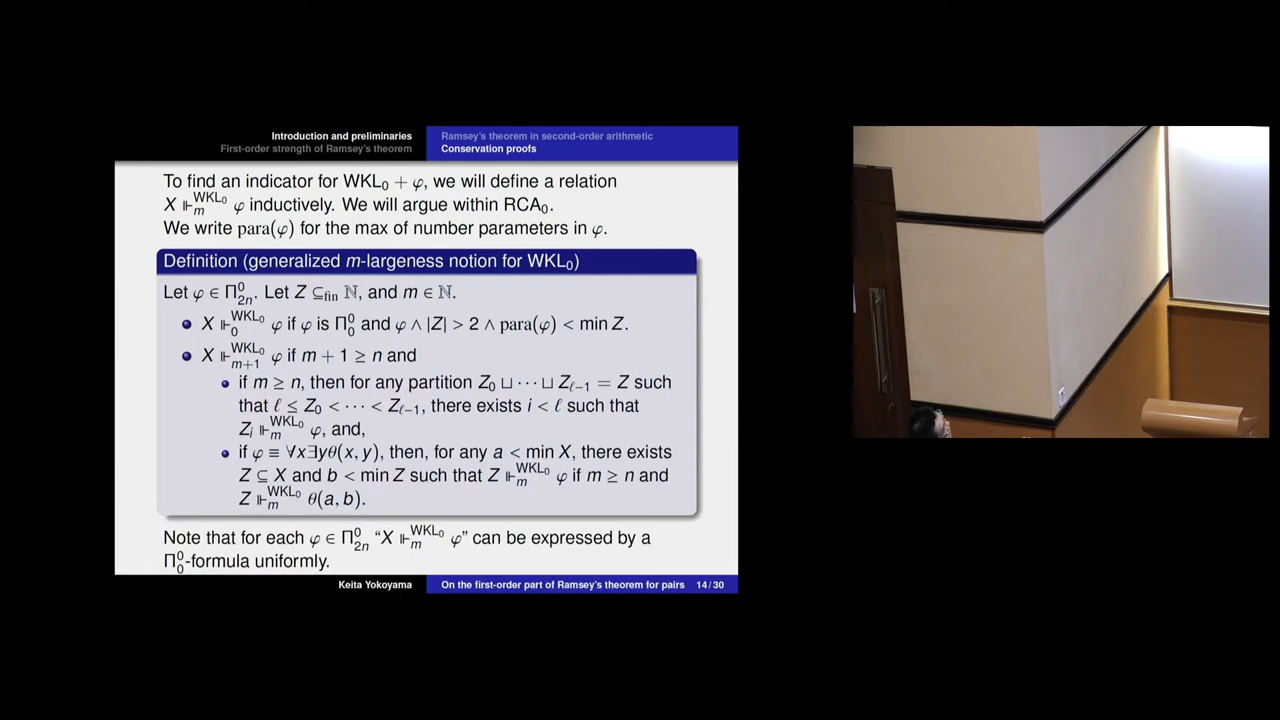 Introduction and preliminaries
First-order strength of Ramsey's theorem
Ramsey's theorem in second-order arithmetic
Conservation proofs
To find an indicator for WKL₀ + φ, we will define a relation
X ⊩ₘ^WKL₀ φ inductively. We will argue within RCA₀.
We write para(φ) for the max of number parameters in φ.
Definition (generalized m-largeness notion for WKL₀)
Let φ ∈ Π⁰₂ₙ. Let Z ⊆fin ℕ, and m ∈ ℕ.
X ⊩₀^WKL₀ φ if φ is Π⁰₀ and φ ∧ |Z| > 2 ∧ para(φ) < min Z.
X ⊩ₘ₊₁^WKL₀ φ if m + 1 ≥ n and
if m ≥ n, then for any partition Z₀ ⊔ ⋯ ⊔ Zℓ₋₁ = Z such
that ℓ ≤ Z₀ < ⋯ < Zℓ₋₁, there exists i < ℓ such that
Zᵢ ⊩ₘ^WKL₀ φ, and,
if φ ≡ ∀x∃yθ(x, y), then, for any a < min X, there exists
Z ⊆ X and b < min Z such that Z ⊩ₘ^WKL₀ φ if m ≥ n and
Z ⊩ₘ^WKL₀ θ(a, b).
Note that for each φ ∈ Π⁰₂ₙ “X ⊩ₘ^WKL₀ φ” can be expressed by a
Π⁰₀-formula uniformly.
Keita Yokoyama
On the first-order part of Ramsey's theorem for pairs 14/30